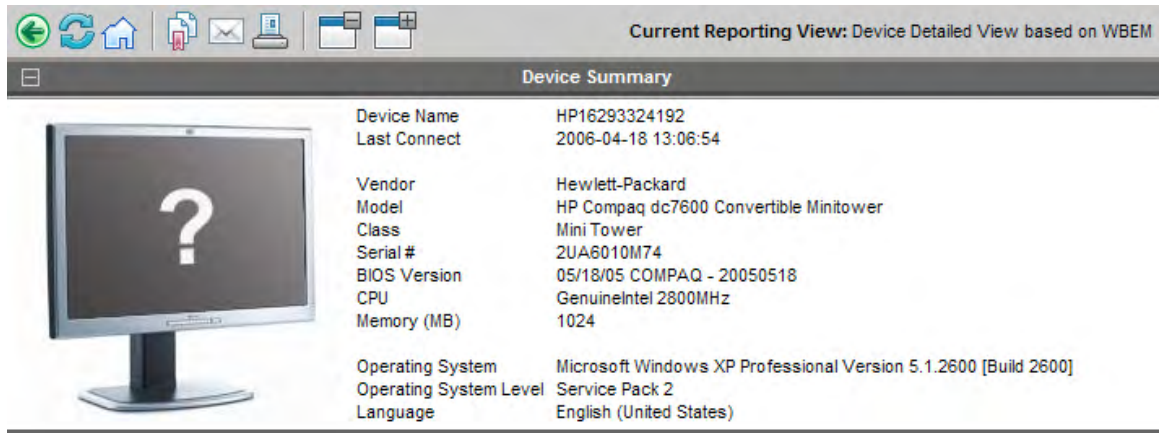 Current Reporting View: Device Detailed View based on WBEM
Device Summary
?
Device Name HP16293324192
Last Connect 2006-04-18 13:06:54
Vendor Hewlett-Packard
Model HP Compaq dc7600 Convertible Minitower
Class Mini Tower
Serial # 2UA6010M74
BIOS Version 05/18/05 COMPAQ - 20050518
CPU GenuineIntel 2800MHz
Memory (MB) 1024
Operating System Microsoft Windows XP Professional Version 5.1.2600 [Build 2600]
Operating System Level Service Pack 2
Language English (United States)